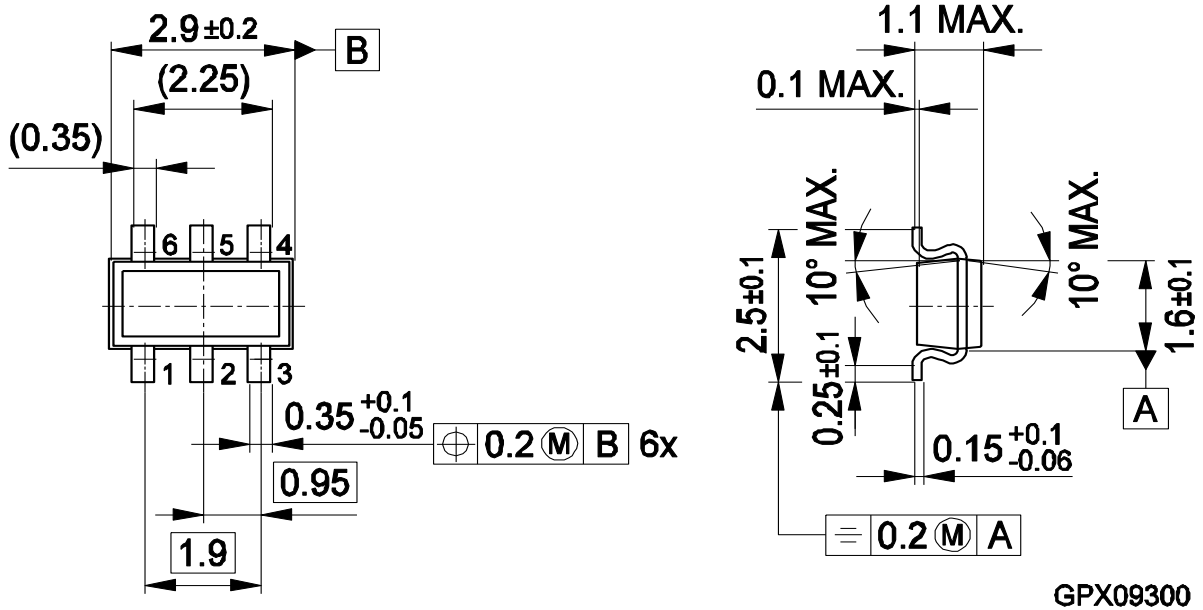 2.9 ±0.2
B
(2.25)
(0.35)
6 5 4
1 2 3
0.35 +0.1 -0.05
⌖ 0.2 Ⓜ B 6x
0.95
1.9
1.1 MAX.
0.1 MAX.
10° MAX.
10° MAX.
2.5±0.1
0.25±0.1
1.6±0.1
A
0.15 +0.1 -0.06
⌯ 0.2 Ⓜ A
GPX09300